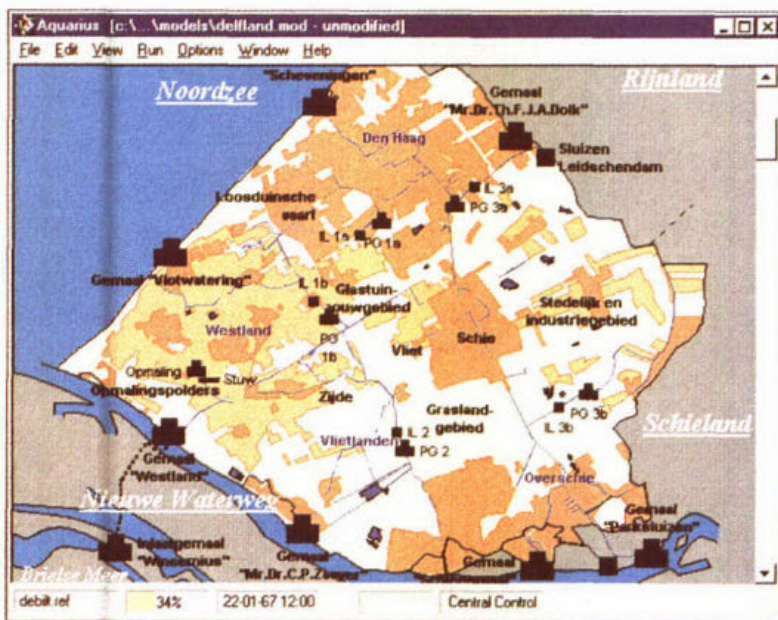 Aquarius [c:\...\models\delfland.mod - unmodified]
File Edit View Run Options Window Help
Noordzee
"Scheveningen"
Gemaal
"Mr.Dr.Th.F.J.A.Dolk"
Rijnland
Den Haag
Sluizen
Leidschendam
Loosduinsche
vaart
IL 3a
PG 3a
IL 1a
PG 1a
Gemaal "Vlotwatering"
IL 1b
Glastuin-
bouwgebied
PG
1b
Westland
Stedelijk en
industriegebied
Vliet
Schie
Opmaling
Stuw
Opmalingspolders
Zijde
Grasland-
gebied
IL 3b
PG 3b
Schieland
Vlietlanden
IL 2
PG 2
Gemaal
"Westland"
Overschie
Nieuwe Waterweg
Gemaal
"Parksluizen"
Inlaatgemaal
"Winsemius"
Gemaal
"Mr.Dr.C.P.Zaayer
Gemaal
Brielse Meer
debiit.ref 34% 22-01-67 12:00 Central Control